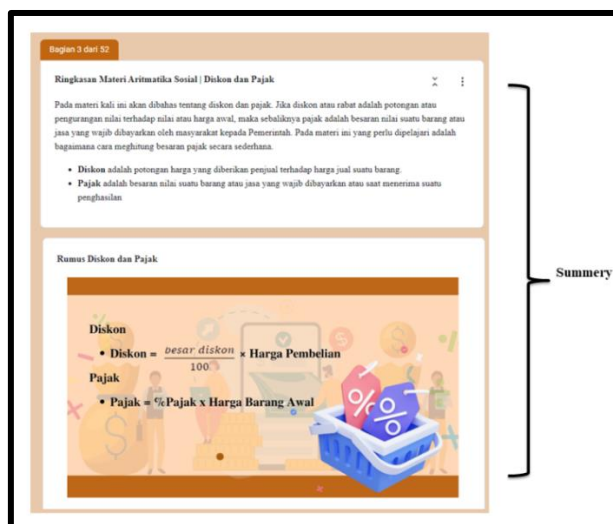 Bagian 3 dari 52
Ringkasan Materi Aritmatika Sosial | Diskon dan Pajak
Pada materi kali ini akan dibahas tentang diskon dan pajak. Jika diskon atau rabat adalah potongan atau
pengurangan nilai terhadap nilai atau harga awal, maka sebaliknya pajak adalah besaran nilai suatu barang atau
jasa yang wajib dibayarkan oleh masyarakat kepada Pemerintah. Pada materi ini yang perlu dipelajari adalah
bagaimana cara meghitung besaran pajak secara sederhana.
• Diskon adalah potongan harga yang diberikan penjual terhadap harga jual suatu barang.
• Pajak adalah besaran nilai suatu barang atau jasa yang wajib dibayarkan atau saat menerima suatu
penghasilan
Summery
Rumus Diskon dan Pajak
Diskon
• Diskon = besar diskon/100 × Harga Pembelian
Pajak
• Pajak = %Pajak x Harga Barang Awal